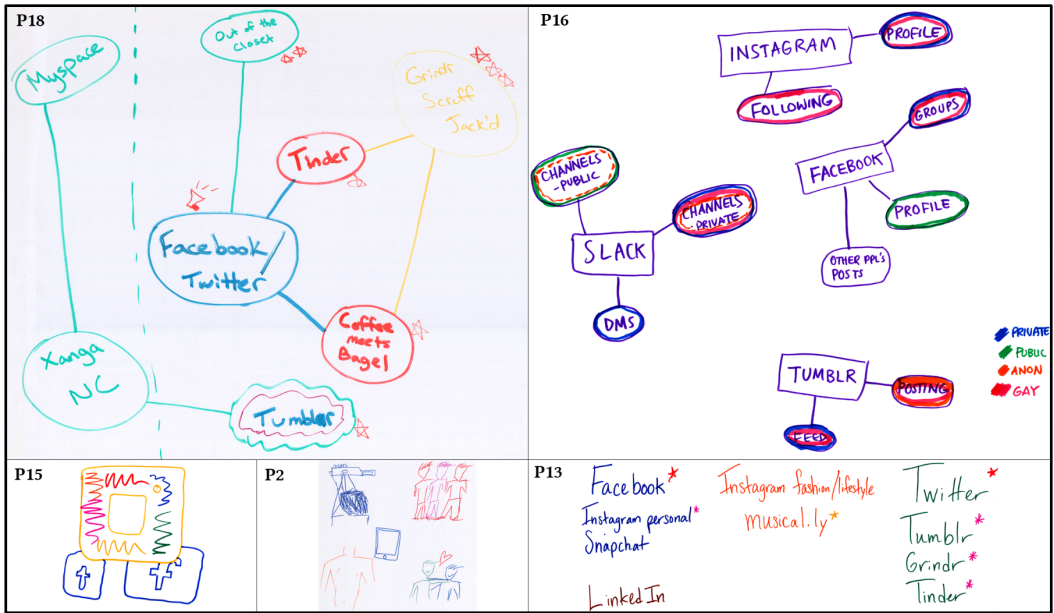 P18
Myspace
Out of the
Closet
Grindr
Scruff
Jack'd
Tinder
Facebook/
Twitter
Coffee
meets
Bagel
Xanga
NC
Tumblr
P16
INSTAGRAM
PROFILE
FOLLOWING
GROUPS
FACEBOOK
PROFILE
OTHER PPL'S
POSTS
CHANNELS
-PUBLIC
CHANNELS
-PRIVATE
SLACK
DMS
PRIVATE
PUBLIC
ANON
GAY
TUMBLR
POSTING
FEED
P15
P2
P13
Facebook*
Instagram personal*
Snapchat
LinkedIn
Instagram fashion/lifestyle
musical.ly*
Twitter*
Tumblr*
Grindr*
Tinder*